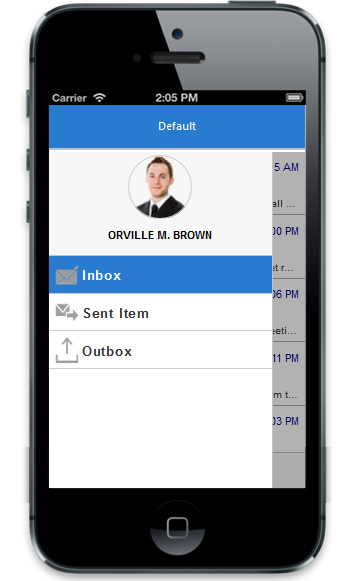 Carrier 2:05 PM
Default
5 AM
all ...
ORVILLE M. BROWN
:00 PM
Inbox
et r...
:06 PM
Sent Item
eeti...
:11 PM
Outbox
m t...
:03 PM